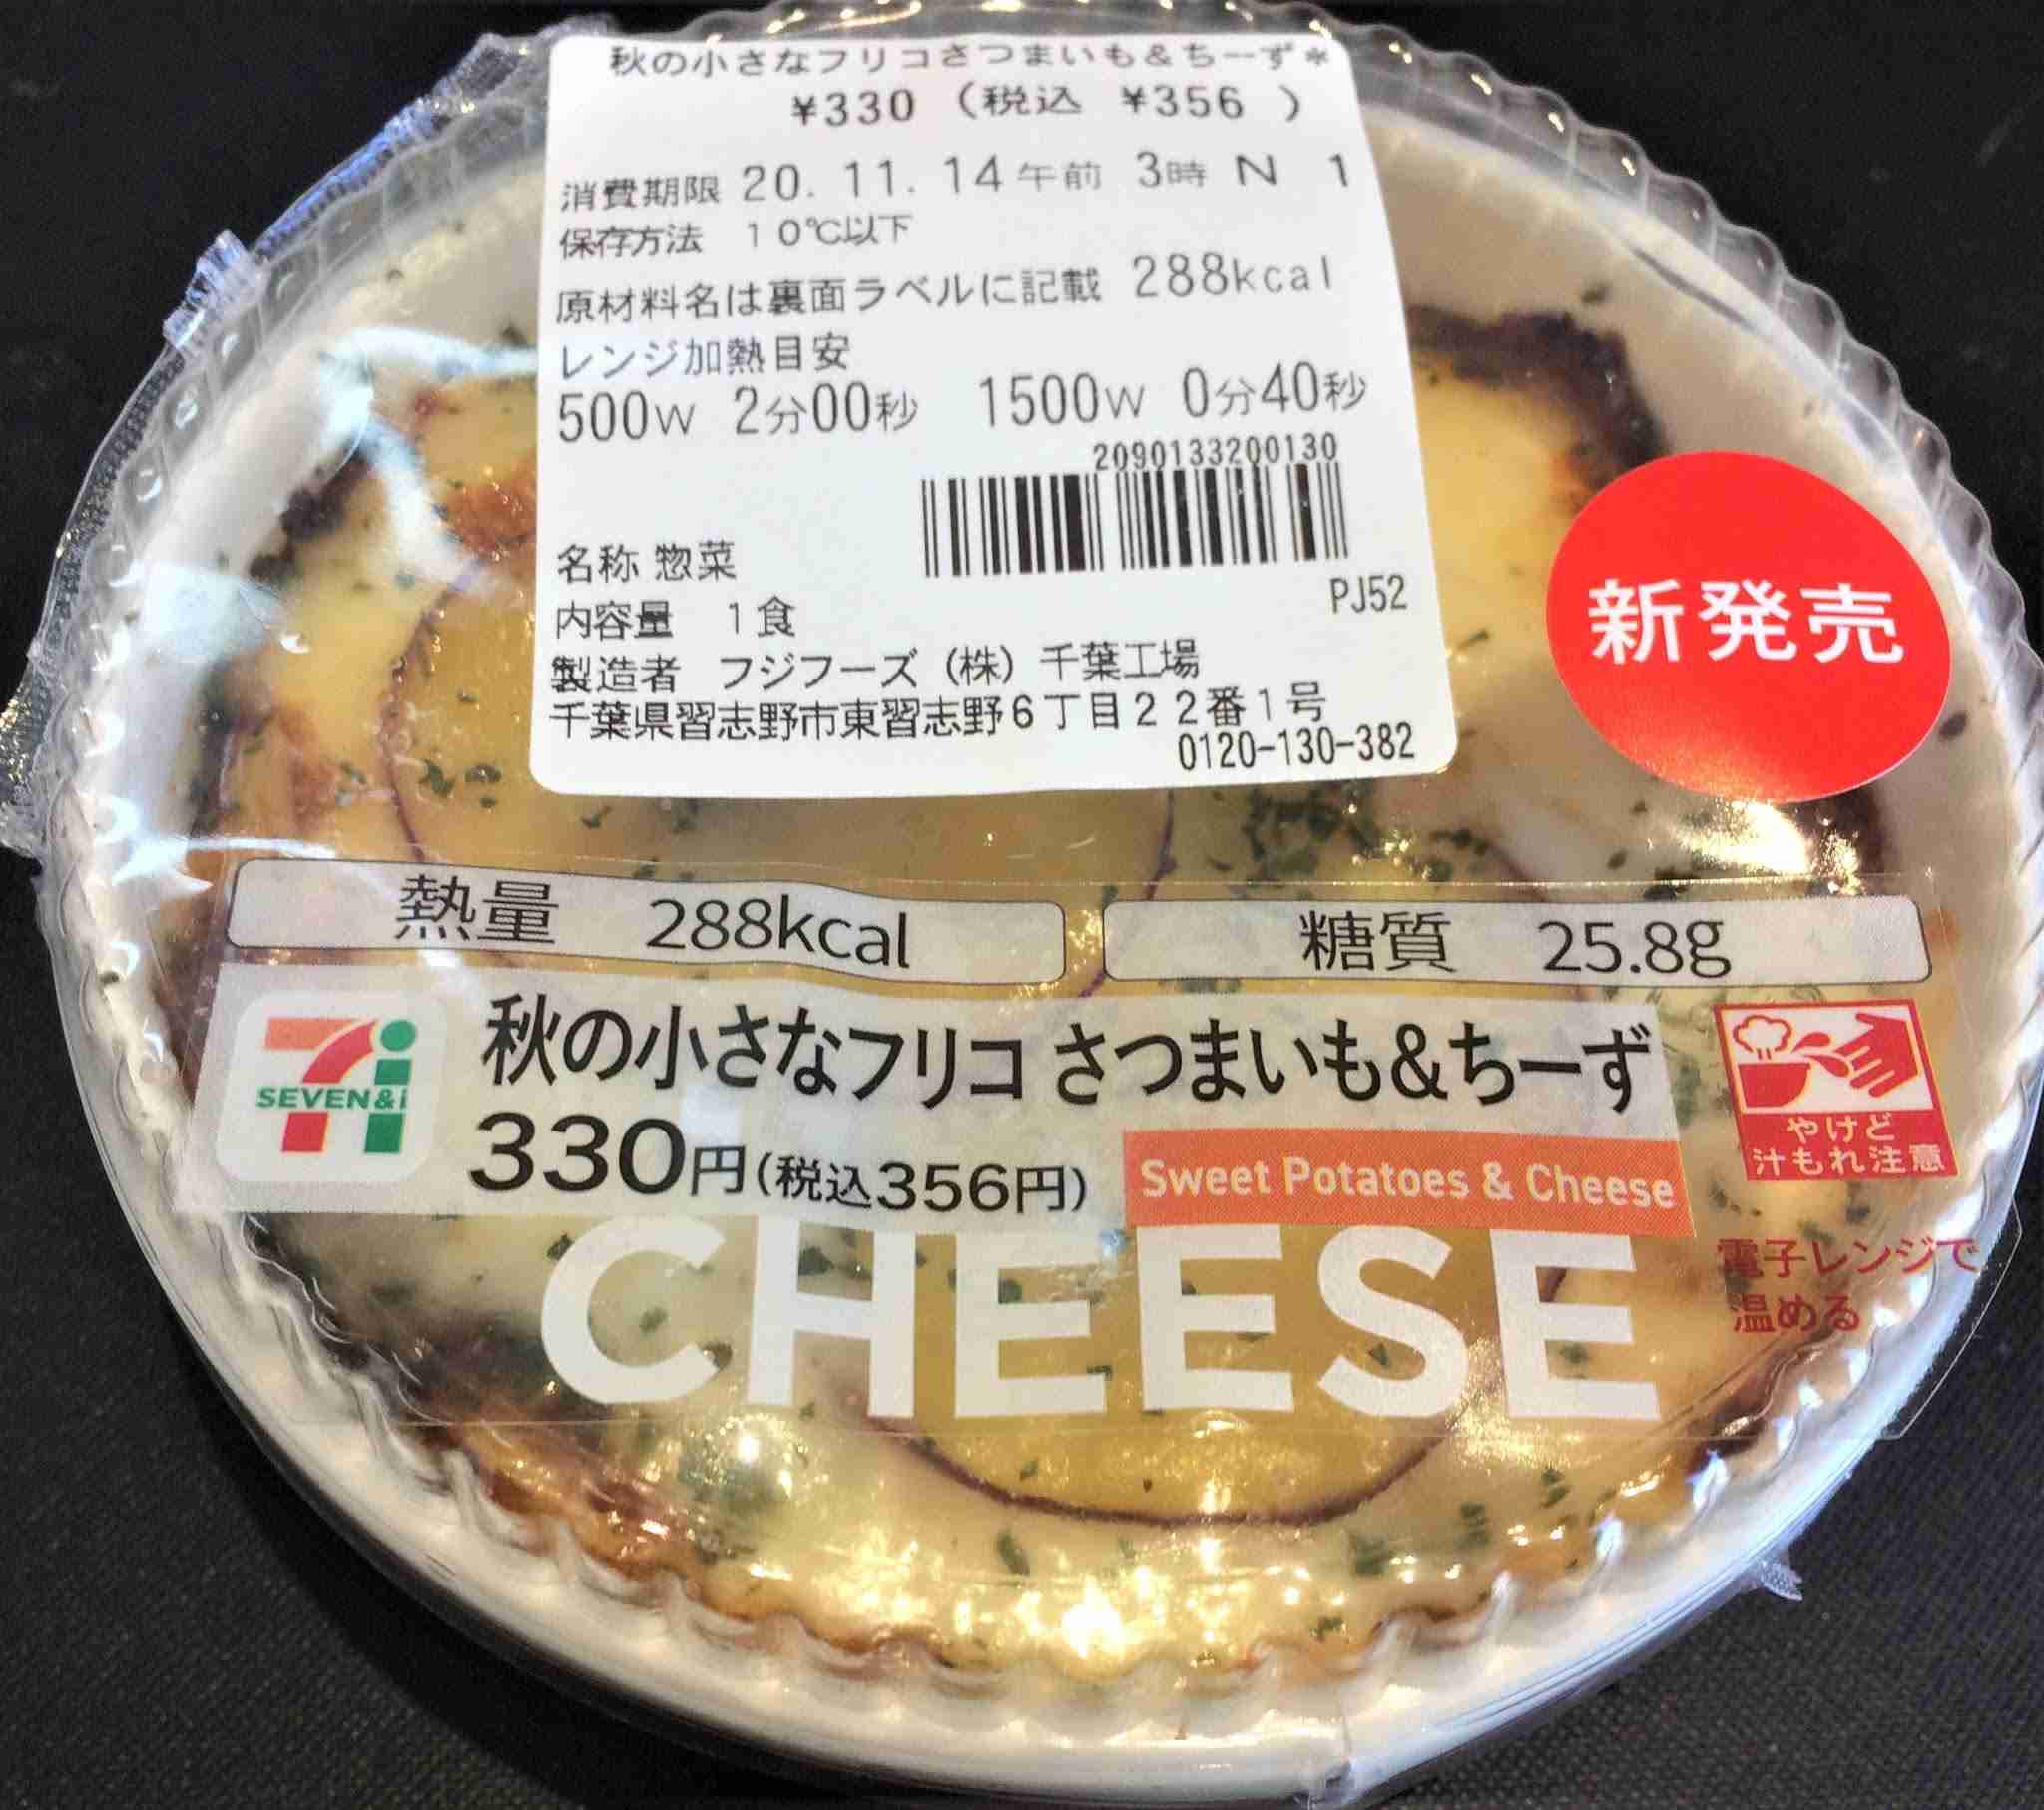 秋の小さなフリコさつまいも&ちーず*
¥330 (税込 ¥356 )
消費期限 20. 11. 14午前 3時 N 1
保存方法 10℃以下
原材料名は裏面ラベルに記載 288kcal
レンジ加熱目安
500W 2分00秒 1500W 0分40秒
2090133200130
名称 惣菜
PJ52
内容量 1食
製造者 フジフーズ (株) 千葉工場
千葉県習志野市東習志野6丁目22番1号
0120-130-382
新発売
熱量 288kcal
糖質 25.8g
SEVEN&i
秋の小さなフリコ さつまいも&ちーず
330円(税込356円)
Sweet Potatoes & Cheese
やけど
汁もれ注意
CHEESE
電子レンジで
温める